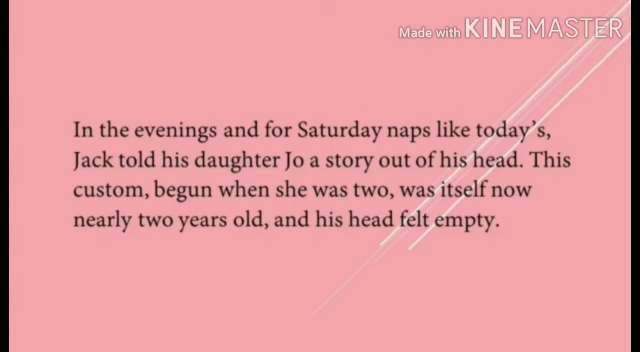 Made with KINEMASTER
In the evenings and for Saturday naps like today's,
Jack told his daughter Jo a story out of his head. This
custom, begun when she was two, was itself now
nearly two years old, and his head felt empty.